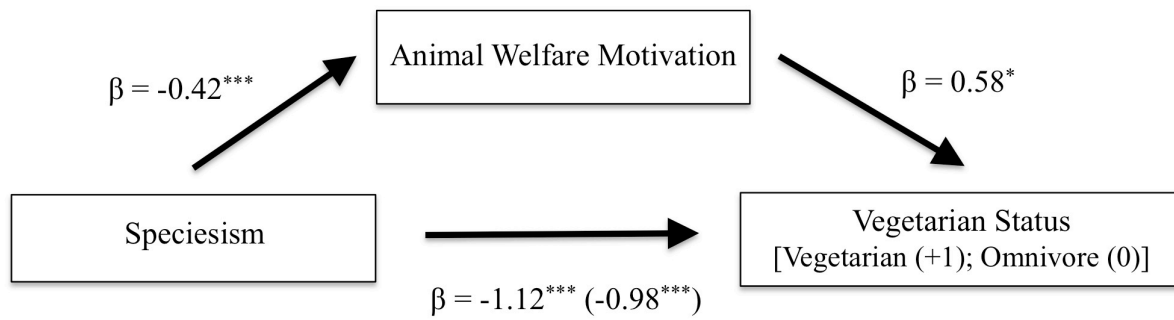 Animal Welfare Motivation
β = -0.42***
β = 0.58*
Speciesism
Vegetarian Status
[Vegetarian (+1); Omnivore (0)]
β = -1.12*** (-0.98***)